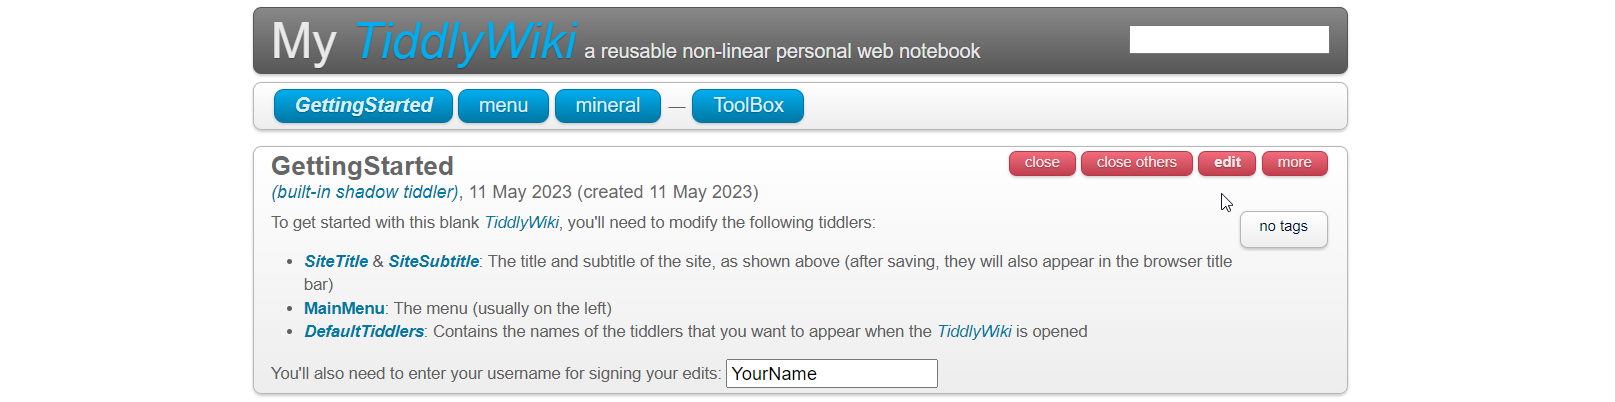 My TiddlyWiki a reusable non-linear personal web notebook
GettingStarted menu mineral — ToolBox
GettingStarted
close close others edit more
(built-in shadow tiddler), 11 May 2023 (created 11 May 2023)
To get started with this blank TiddlyWiki, you'll need to modify the following tiddlers:
no tags
• SiteTitle & SiteSubtitle: The title and subtitle of the site, as shown above (after saving, they will also appear in the browser title
bar)
• MainMenu: The menu (usually on the left)
• DefaultTiddlers: Contains the names of the tiddlers that you want to appear when the TiddlyWiki is opened
You'll also need to enter your username for signing your edits: YourName